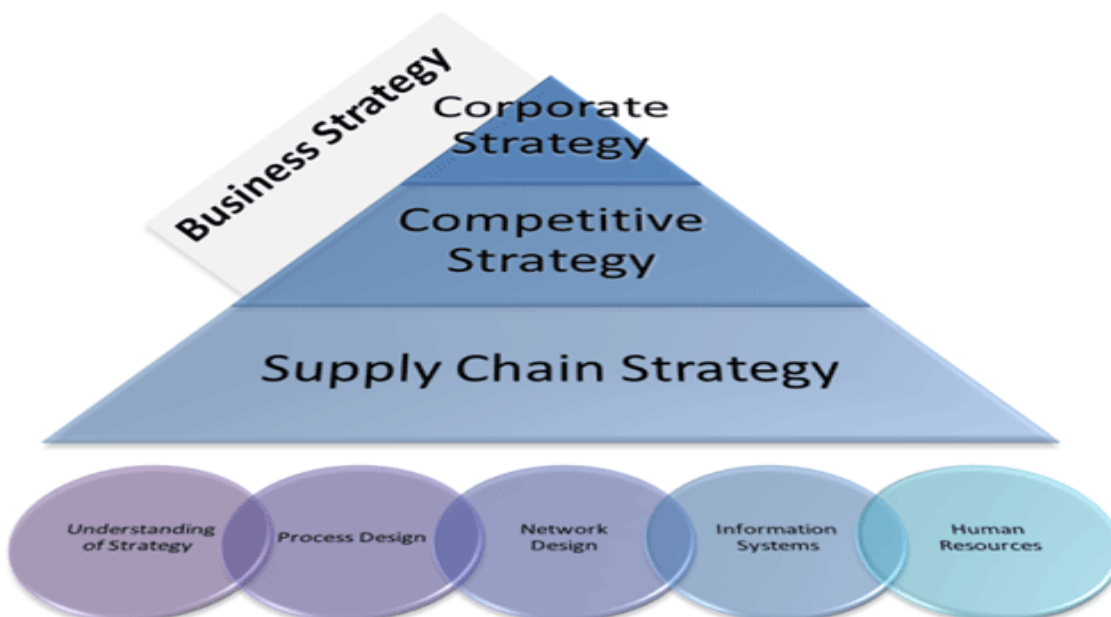 Business Strategy
Corporate
Strategy
Competitive
Strategy
Supply Chain Strategy
Understanding
of Strategy
Process Design
Network
Design
Information
Systems
Human
Resources